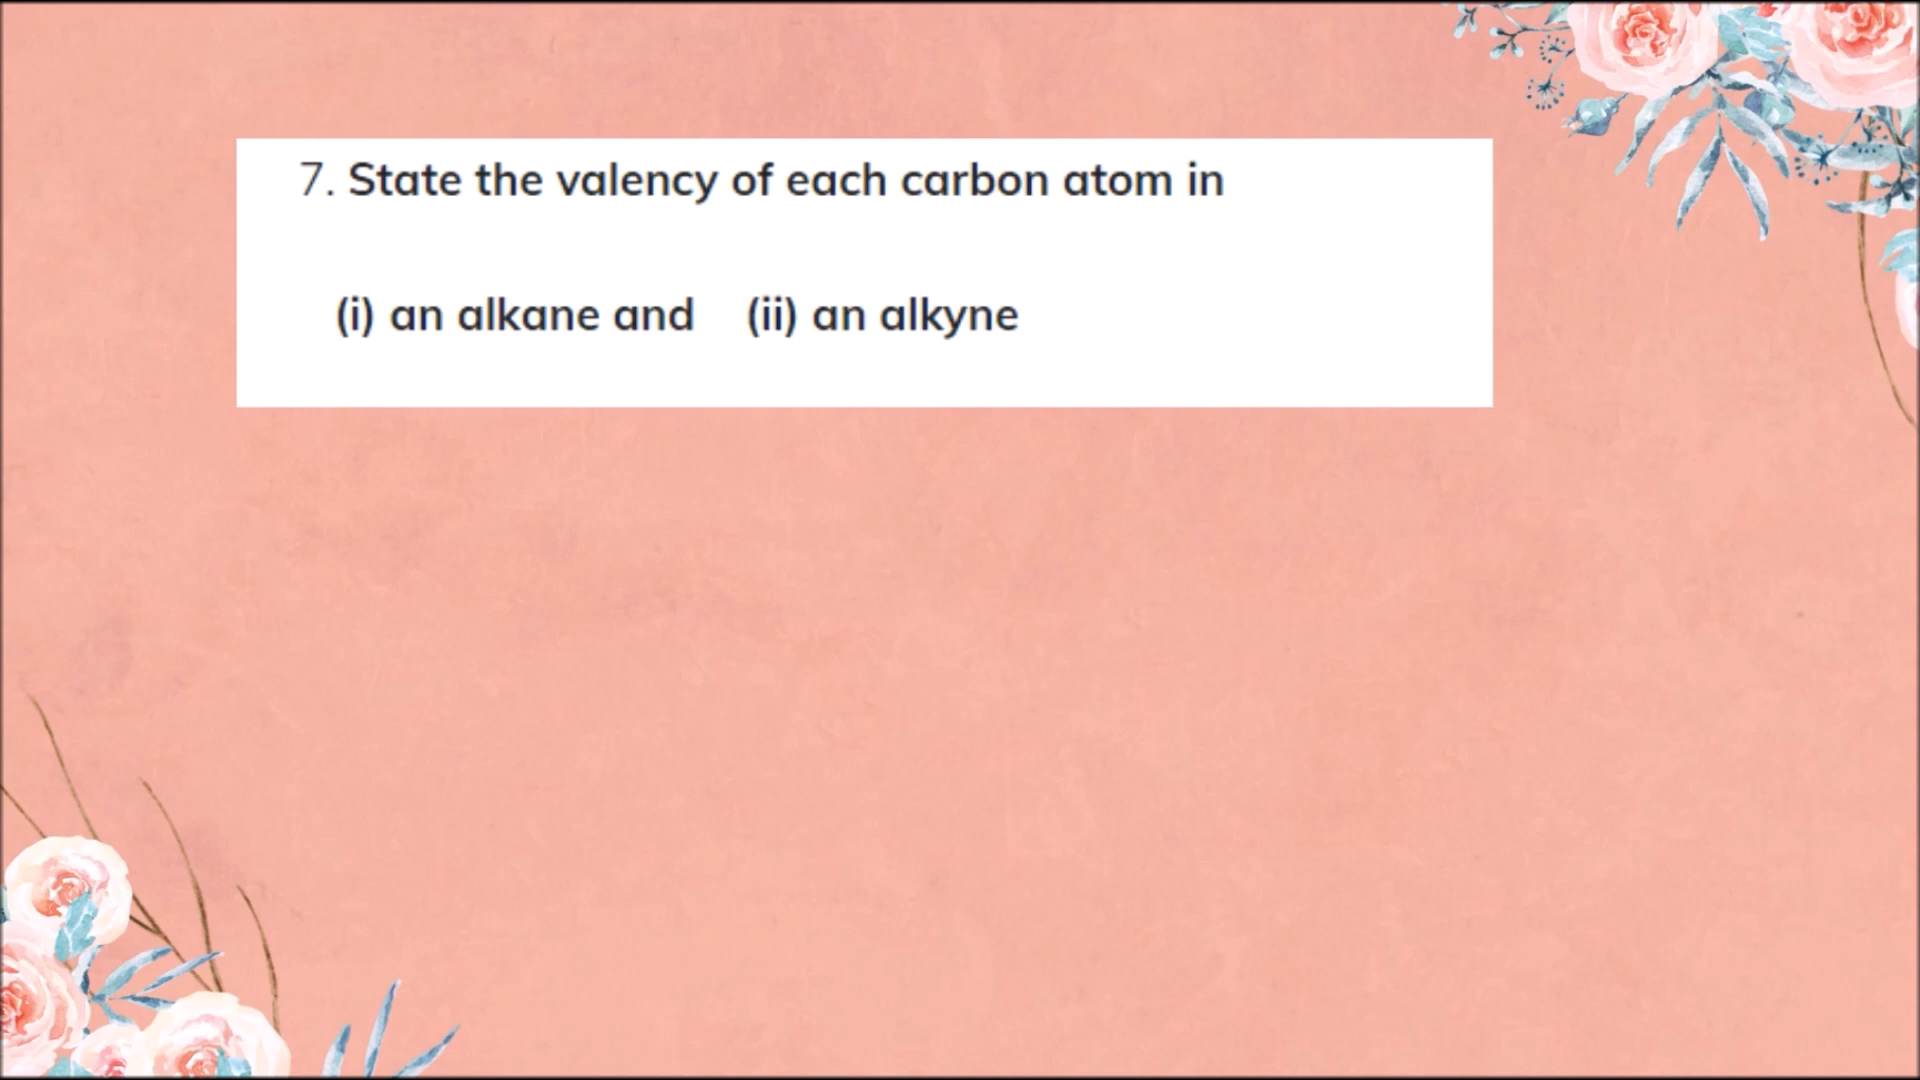 7. State the valency of each carbon atom in
(i) an alkane and (ii) an alkyne